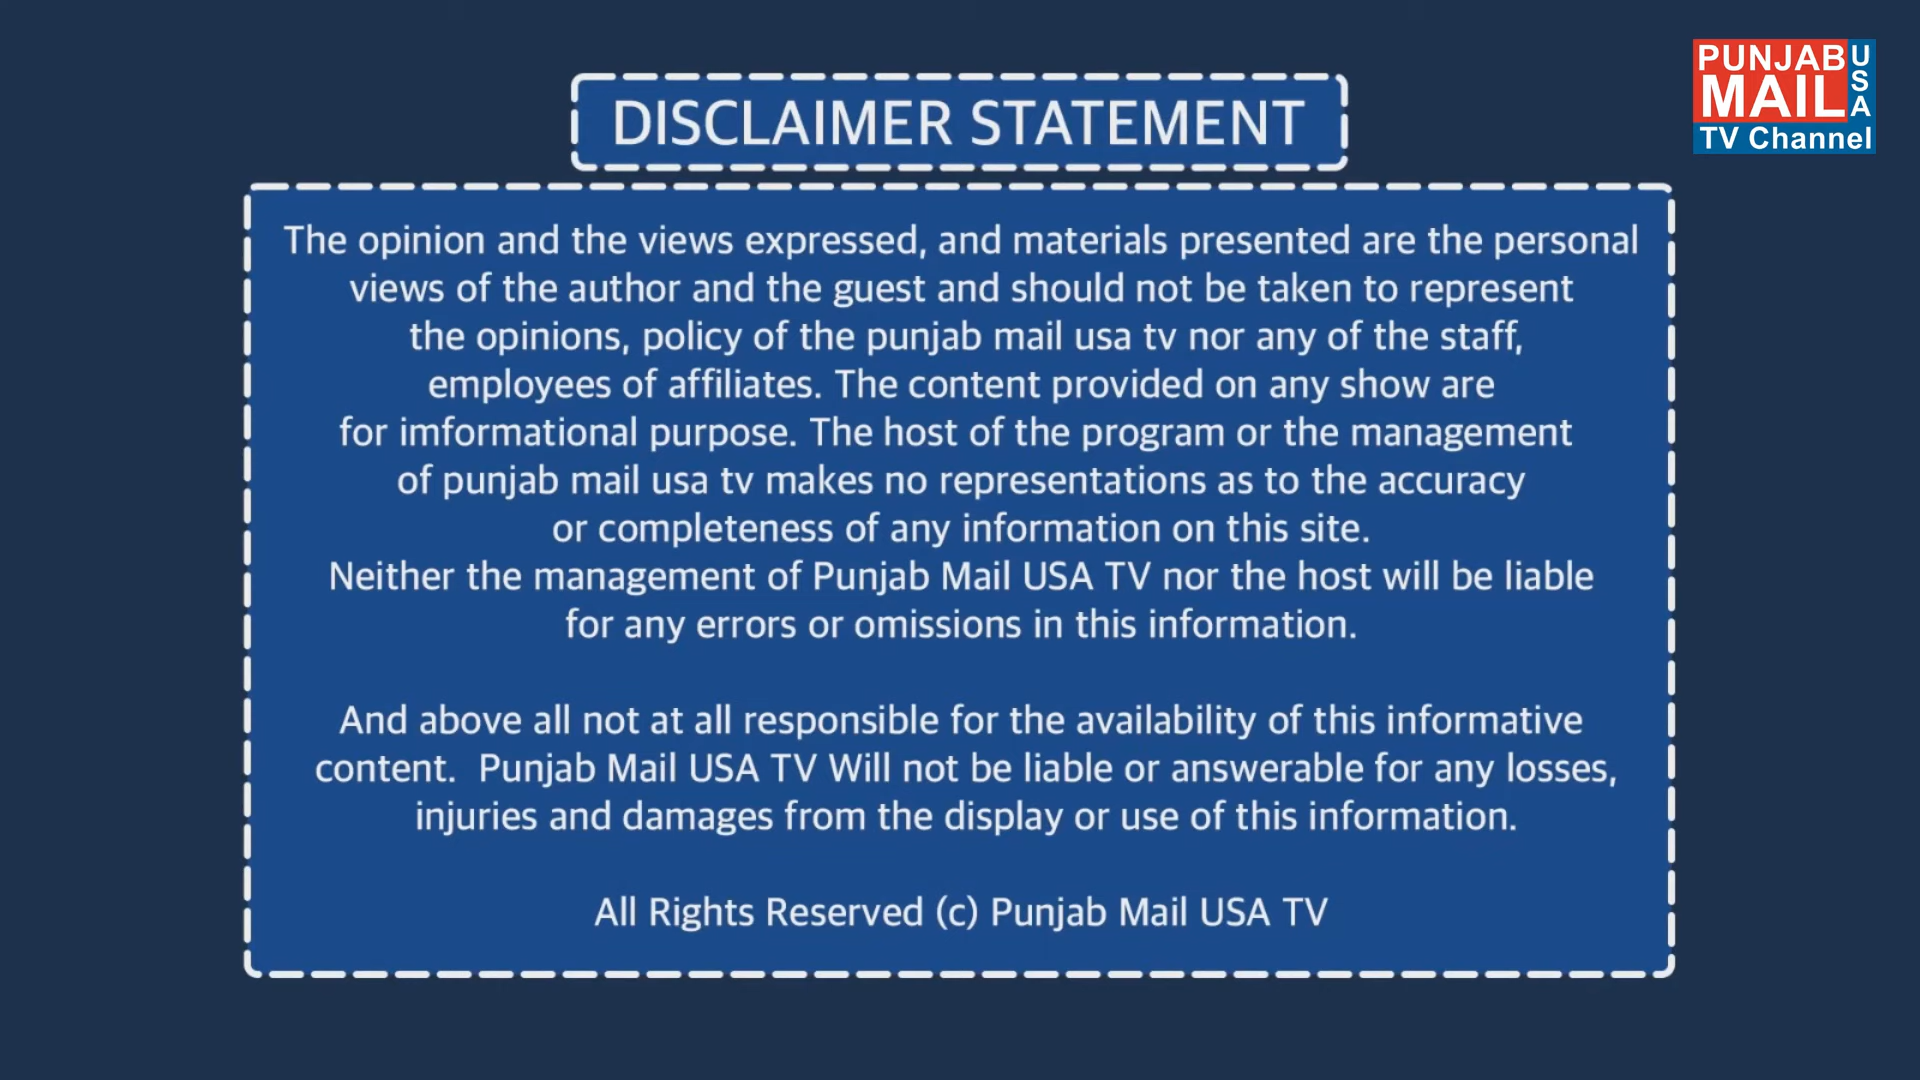 DISCLAIMER STATEMENT
The opinion and the views expressed, and materials presented are the personal
views of the author and the guest and should not be taken to represent
the opinions, policy of the punjab mail usa tv nor any of the staff,
employees of affiliates. The content provided on any show are
for imformational purpose. The host of the program or the management
of punjab mail usa tv makes no representations as to the accuracy
or completeness of any information on this site.
Neither the management of Punjab Mail USA TV nor the host will be liable
for any errors or omissions in this information.
And above all not at all responsible for the availability of this informative
content.  Punjab Mail USA TV Will not be liable or answerable for any losses,
injuries and damages from the display or use of this information.
All Rights Reserved (c) Punjab Mail USA TV
PUNJAB
MAIL
USA
TV Channel